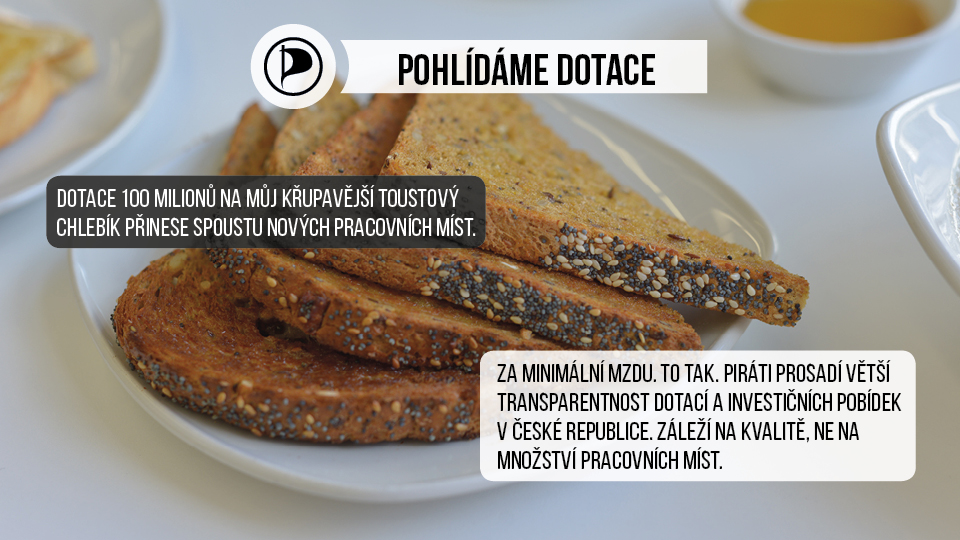 POHLÍDÁME DOTACE
DOTACE 100 MILIONŮ NA MŮJ KŘUPAVĚJŠÍ TOUSTOVÝ
CHLEBÍK PŘINESE SPOUSTU NOVÝCH PRACOVNÍCH MÍST.
ZA MINIMÁLNÍ MZDU. TO TAK. PIRÁTI PROSADÍ VĚTŠÍ
TRANSPARENTNOST DOTACÍ A INVESTIČNÍCH POBÍDEK
V ČESKÉ REPUBLICE. ZÁLEŽÍ NA KVALITĚ, NE NA
MNOŽSTVÍ PRACOVNÍCH MÍST.